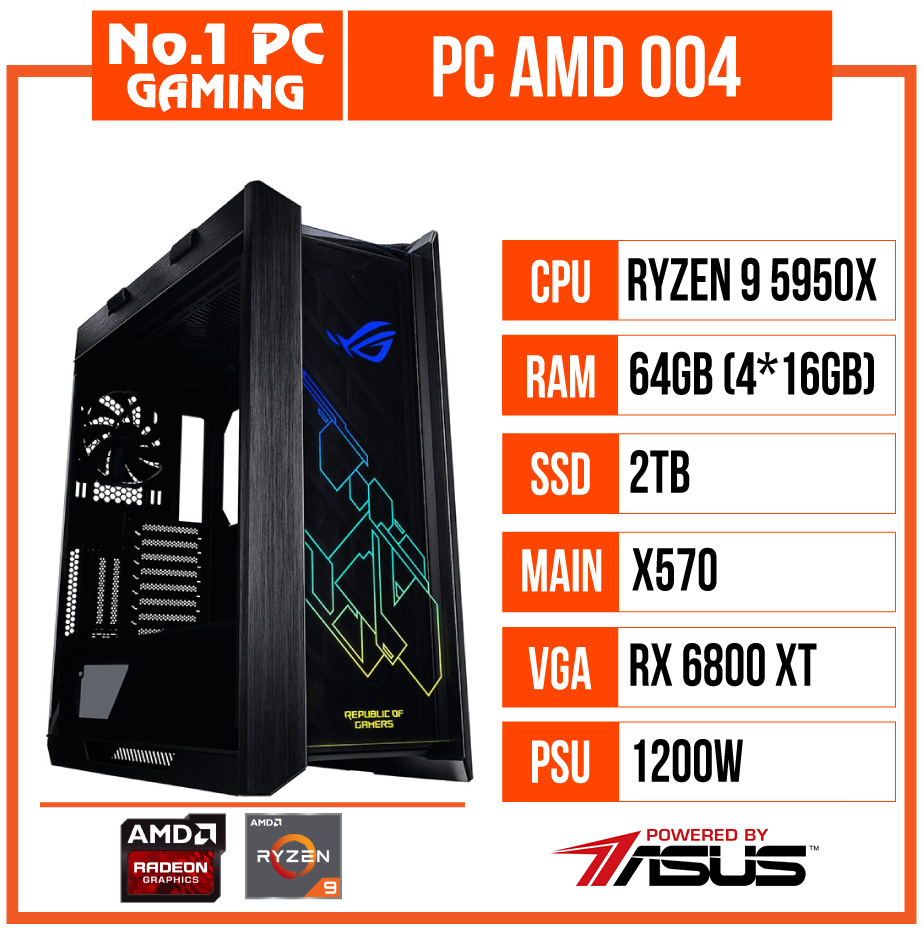 No.1 PC
GAMING
PC AMD 004
CPU RYZEN 9 5950X
RAM 64GB (4*16GB)
SSD 2TB
MAIN X570
VGA RX 6800 XT
PSU 1200W
REPUBLIC OF
GAMERS
AMD
RADEON
GRAPHICS
AMD
RYZEN
9
POWERED BY
ASUS™